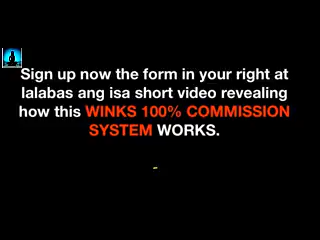 Sign up now the form in your right at
lalabas ang isa short video revealing
how this WINKS 100% COMMISSION
SYSTEM WORKS.